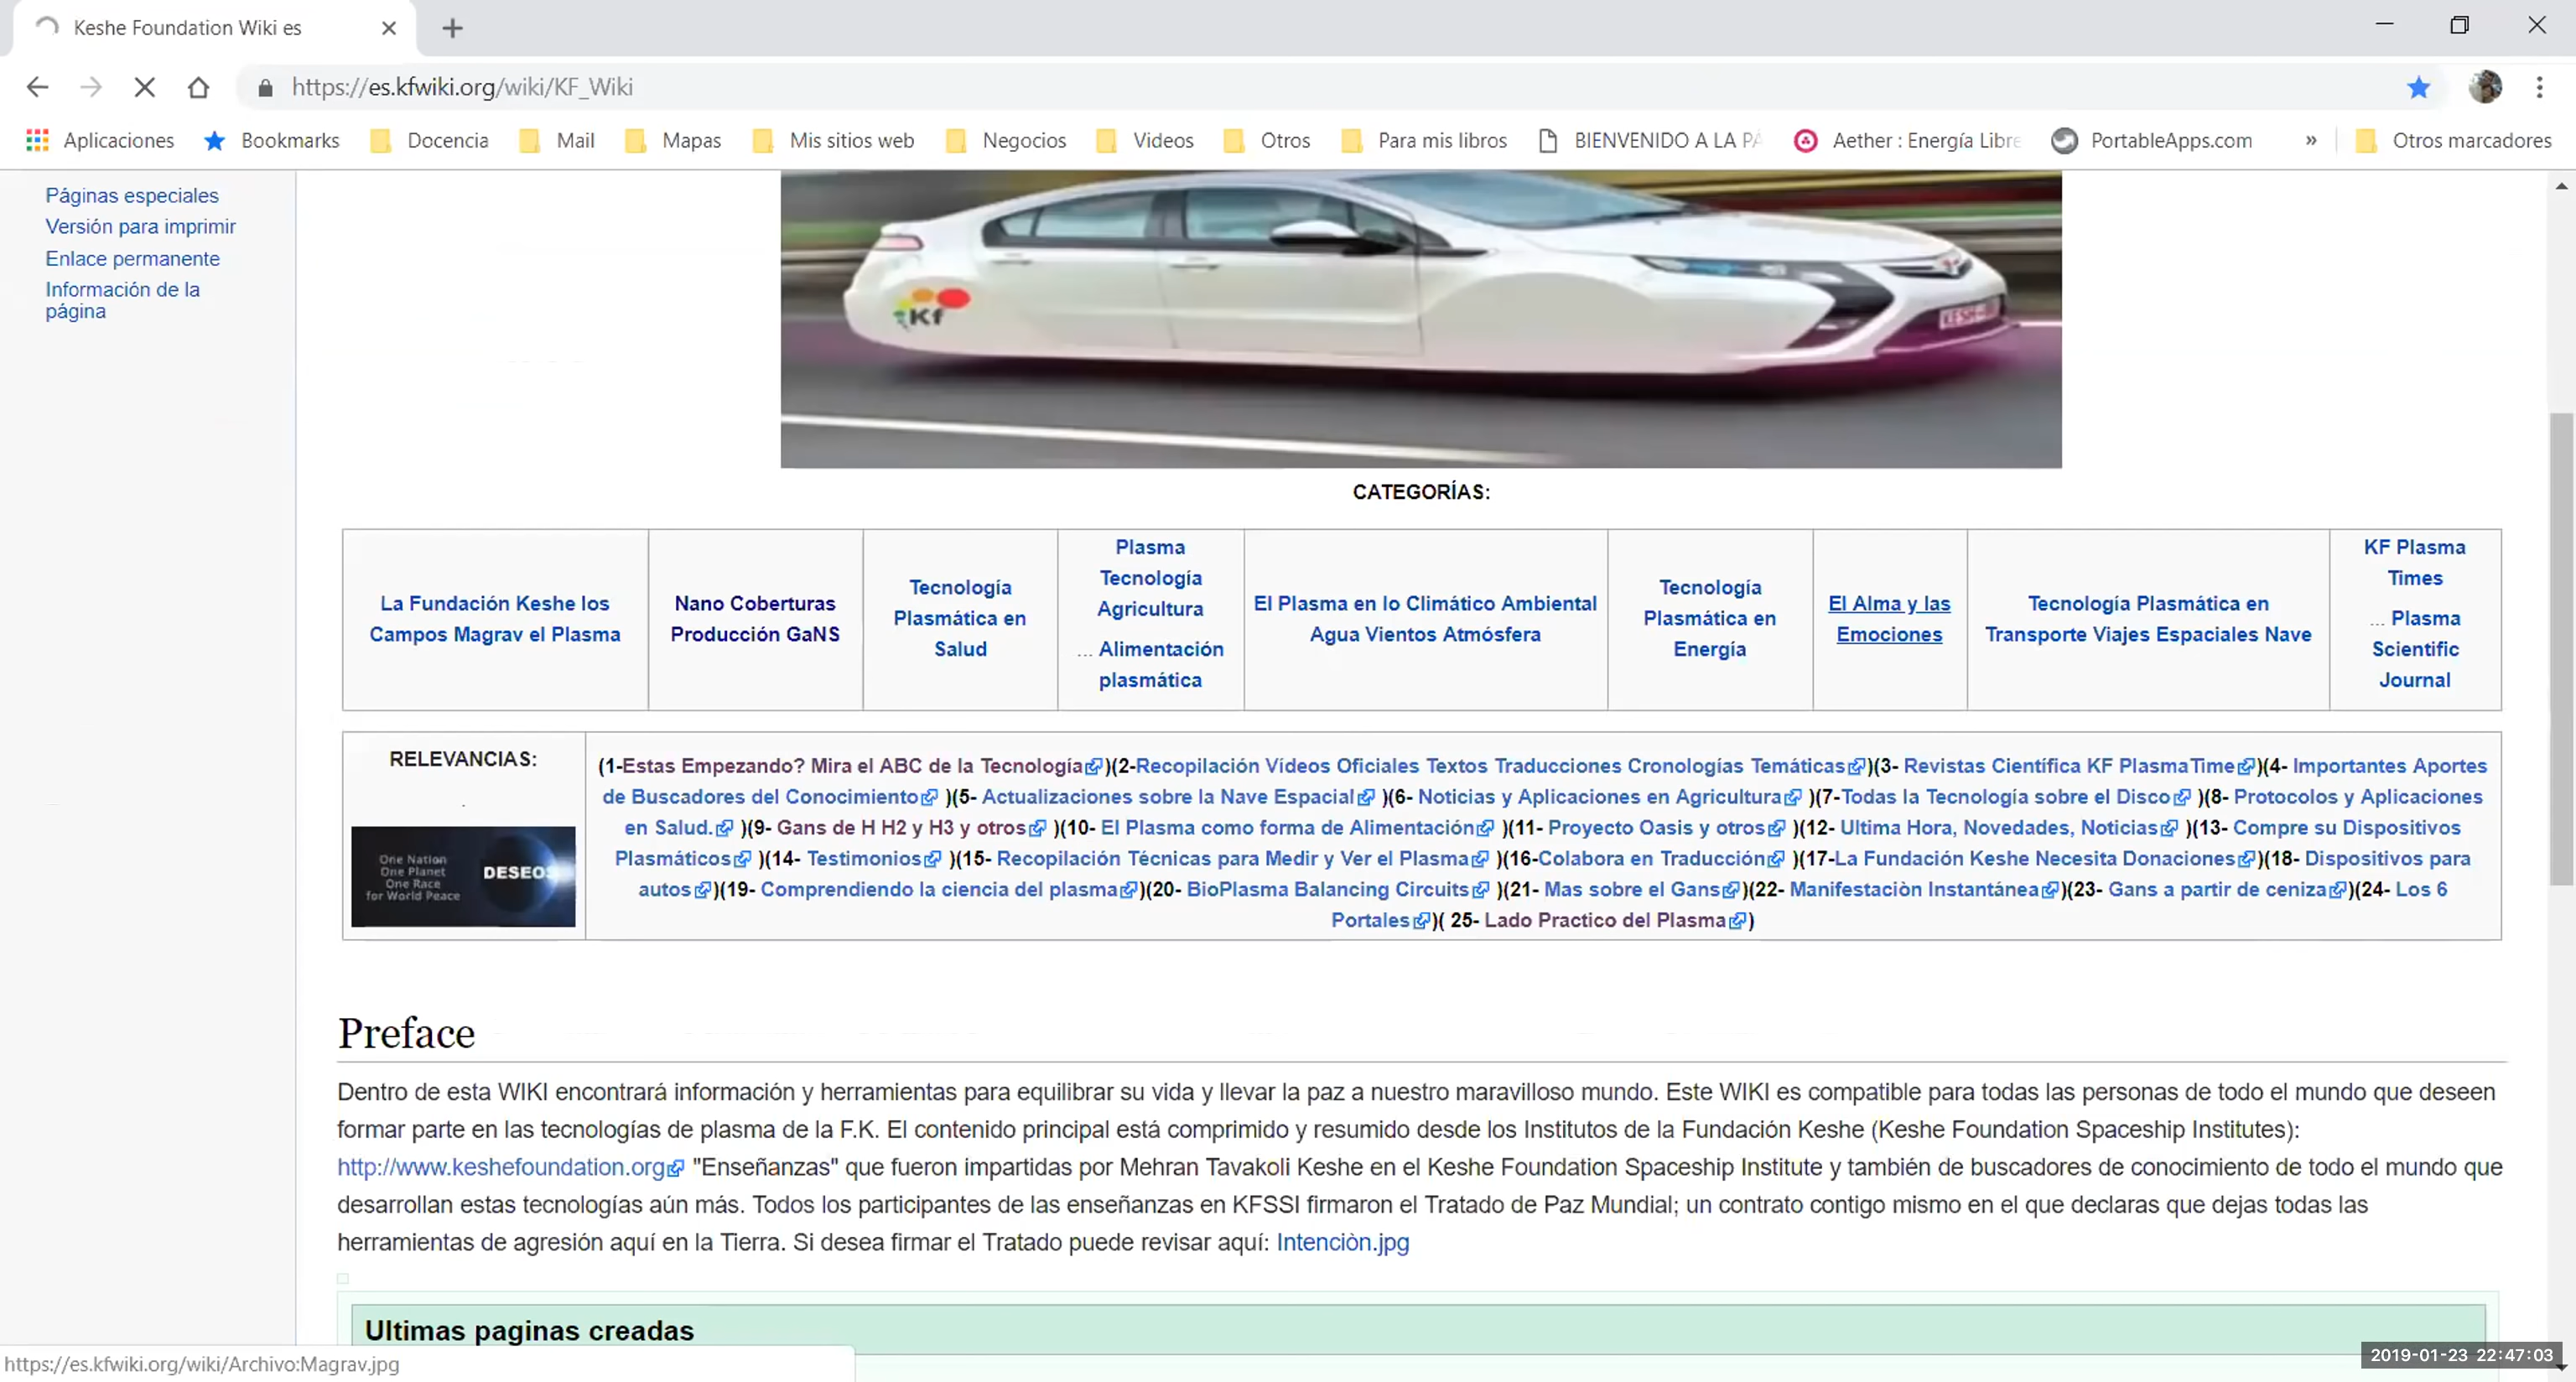 Keshe Foundation Wiki es
https://es.kfwiki.org/wiki/KF_Wiki
Aplicaciones Bookmarks Docencia Mail Mapas Mis sitios web Negocios Videos Otros Para mis libros BIENVENIDO A LA PÁ Aether : Energía Libre PortableApps.com » Otros marcadores
Páginas especiales
Versión para imprimir
Enlace permanente
Información de la
página
Kf
CATEGORÍAS:
La Fundación Keshe los
Campos Magrav el Plasma
Nano Coberturas
Producción GaNS
Tecnología
Plasmática en
Salud
Plasma
Tecnología
Agricultura
... Alimentación
plasmática
El Plasma en lo Climático Ambiental
Agua Vientos Atmósfera
Tecnología
Plasmática en
Energía
El Alma y las
Emociones
Tecnología Plasmática en
Transporte Viajes Espaciales Nave
KF Plasma
Times
... Plasma
Scientific
Journal
RELEVANCIAS:
.
One Nation
One Planet
One Race
for World Peace
DESEOS
(1-Estas Empezando? Mira el ABC de la Tecnología)(2-Recopilación Vídeos Oficiales Textos Traducciones Cronologías Temáticas)(3- Revistas Científica KF PlasmaTime)(4- Importantes Aportes
de Buscadores del Conocimiento )(5- Actualizaciones sobre la Nave Espacial )(6- Noticias y Aplicaciones en Agricultura )(7-Todas la Tecnología sobre el Disco )(8- Protocolos y Aplicaciones
en Salud. )(9- Gans de H H2 y H3 y otros )(10- El Plasma como forma de Alimentación )(11- Proyecto Oasis y otros )(12- Ultima Hora, Novedades, Noticias )(13- Compre su Dispositivos
Plasmáticos )(14- Testimonios )(15- Recopilación Técnicas para Medir y Ver el Plasma )(16-Colabora en Traducción )(17-La Fundación Keshe Necesita Donaciones)(18- Dispositivos para
autos)(19- Comprendiendo la ciencia del plasma)(20- BioPlasma Balancing Circuits )(21- Mas sobre el Gans)(22- Manifestaciòn Instantánea)(23- Gans a partir de ceniza)(24- Los 6
Portales)( 25- Lado Practico del Plasma)
Preface
Dentro de esta WIKI encontrará información y herramientas para equilibrar su vida y llevar la paz a nuestro maravilloso mundo. Este WIKI es compatible para todas las personas de todo el mundo que deseen
formar parte en las tecnologías de plasma de la F.K. El contenido principal está comprimido y resumido desde los Institutos de la Fundación Keshe (Keshe Foundation Spaceship Institutes):
http://www.keshefoundation.org "Enseñanzas" que fueron impartidas por Mehran Tavakoli Keshe en el Keshe Foundation Spaceship Institute y también de buscadores de conocimiento de todo el mundo que
desarrollan estas tecnologías aún más. Todos los participantes de las enseñanzas en KFSSI firmaron el Tratado de Paz Mundial; un contrato contigo mismo en el que declaras que dejas todas las
herramientas de agresión aquí en la Tierra. Si desea firmar el Tratado puede revisar aquí: Intenciòn.jpg
Ultimas paginas creadas
https://es.kfwiki.org/wiki/Archivo:Magrav.jpg
2019-01-23 22:47:03